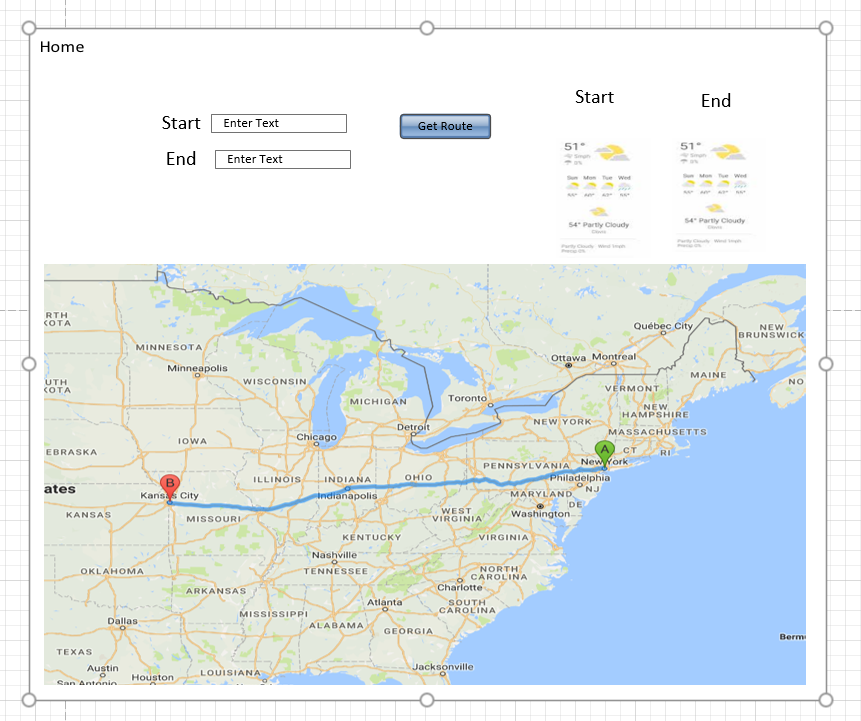 Home
Start
End
Start
Enter Text
Get Route
End
Enter Text
51°
0%
Sun Mon Tue Wed
54° Partly Cloudy
51°
0%
Sun Mon Tue Wed
54° Partly Cloudy
RTH
KOTA
MINNESOTA
Minneapolis
UTH
KOTA
WISCONSIN
MICHIGAN
Toronto
Ottawa
Montreal
Québec City
NEW
BRUNSWICK
MAINE
NO
VERMONT
NEW
HAMPSHIRE
MASSACHUSETTS
CT
RI
NEW YORK
Detroit
Chicago
IOWA
EBRASKA
A
New York
PENNSYLVANIA
Philadelphia
NJ
MARYLAND
DE
Washington
OHIO
INDIANA
Indianapolis
ILLINOIS
B
Kansas City
ates
KANSAS
MISSOURI
WEST
VIRGINIA
VIRGINIA
KENTUCKY
Nashville
TENNESSEE
NORTH
CAROLINA
Charlotte
OKLAHOMA
ARKANSAS
SOUTH
CAROLINA
Atlanta
MISSISSIPPI
ALABAMA
GEORGIA
Dallas
TEXAS
Berm
Austin
San Antonio
Houston
LOUISIANA
Jacksonville